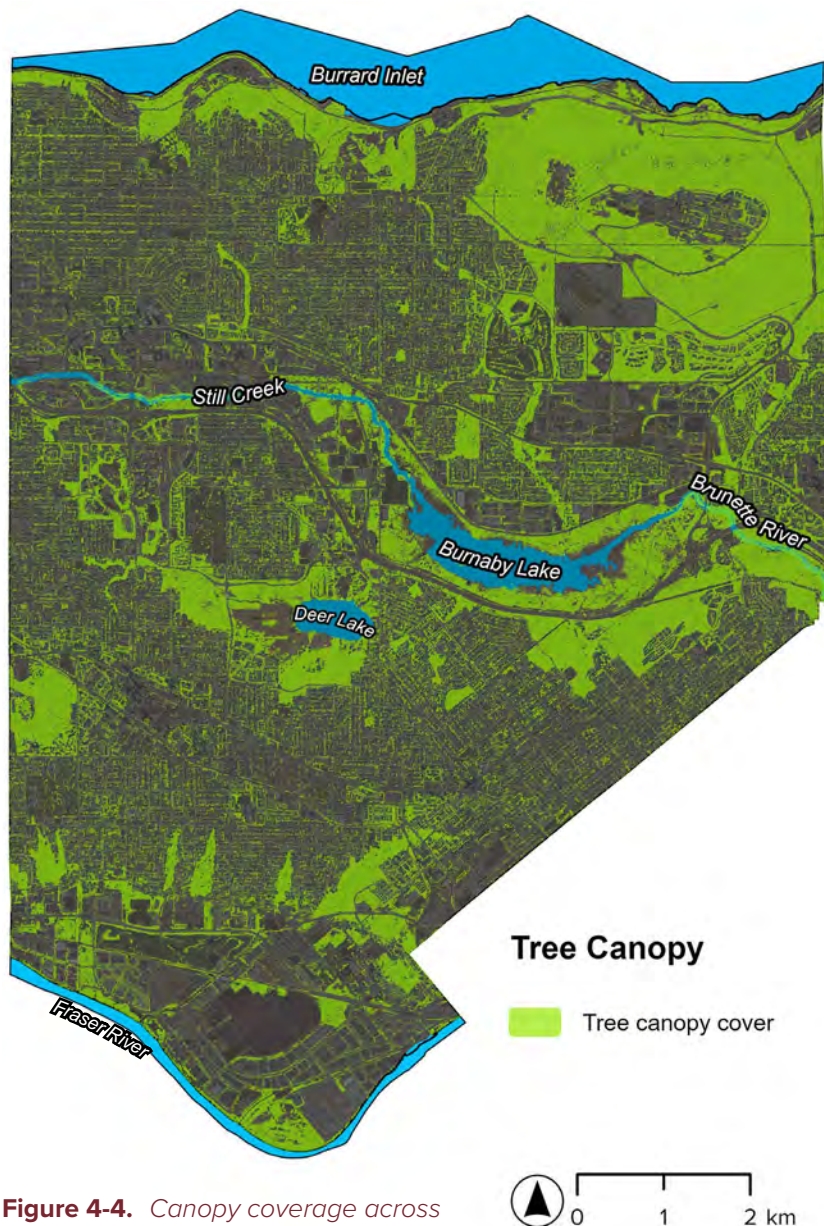 Burrard Inlet
Still Creek
Brunette River
Burnaby Lake
Deer Lake
Fraser River
Tree Canopy
Tree canopy cover
Figure 4-4. Canopy coverage across
0 1 2 km